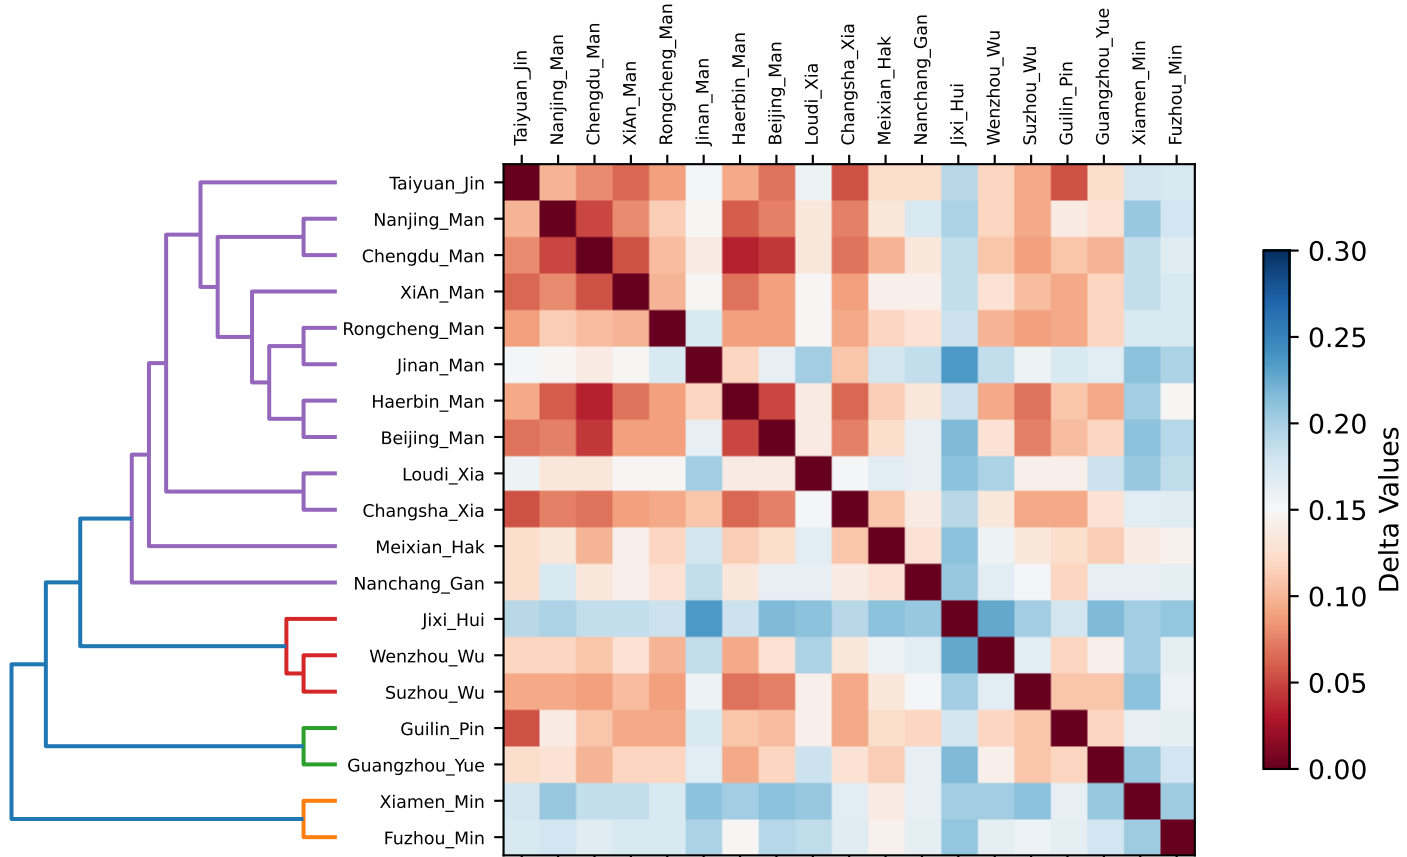 Taiyuan_Jin
Nanjing_Man
Chengdu_Man
XiAn_Man
Rongcheng_Man
Jinan_Man
Haerbin_Man
Beijing_Man
Loudi_Xia
Changsha_Xia
Meixian_Hak
Nanchang_Gan
Jixi_Hui
Wenzhou_Wu
Suzhou_Wu
Guilin_Pin
Guangzhou_Yue
Xiamen_Min
Fuzhou_Min
Taiyuan_Jin
Nanjing_Man
Chengdu_Man
XiAn_Man
Rongcheng_Man
Jinan_Man
Haerbin_Man
Beijing_Man
Loudi_Xia
Changsha_Xia
Meixian_Hak
Nanchang_Gan
Jixi_Hui
Wenzhou_Wu
Suzhou_Wu
Guilin_Pin
Guangzhou_Yue
Xiamen_Min
Fuzhou_Min
0.30
0.25
0.20
0.15
0.10
0.05
0.00
Delta Values